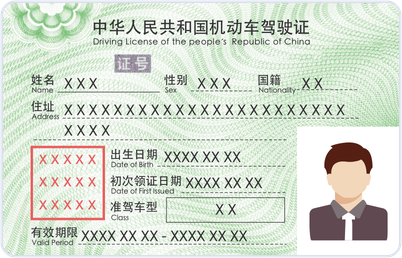 中华人民共和国机动车驾驶证
Driving License of the people's Republic of China
证号
姓名 XXX 性别 XXX 国籍 XX
Name Sex Nationality
住址 XXXXXXXXXXXXXXXXXXXX
Address
XXXX
XXXXX
XXXXX
XXXXX
出生日期 XXXX XX XX
Date of Birth
初次领证日期 XXXX XX XX
Date of First Issued
准驾车型 XX
Class
有效期限 XXXX XX XX - XXXX XX XX
Valid Period